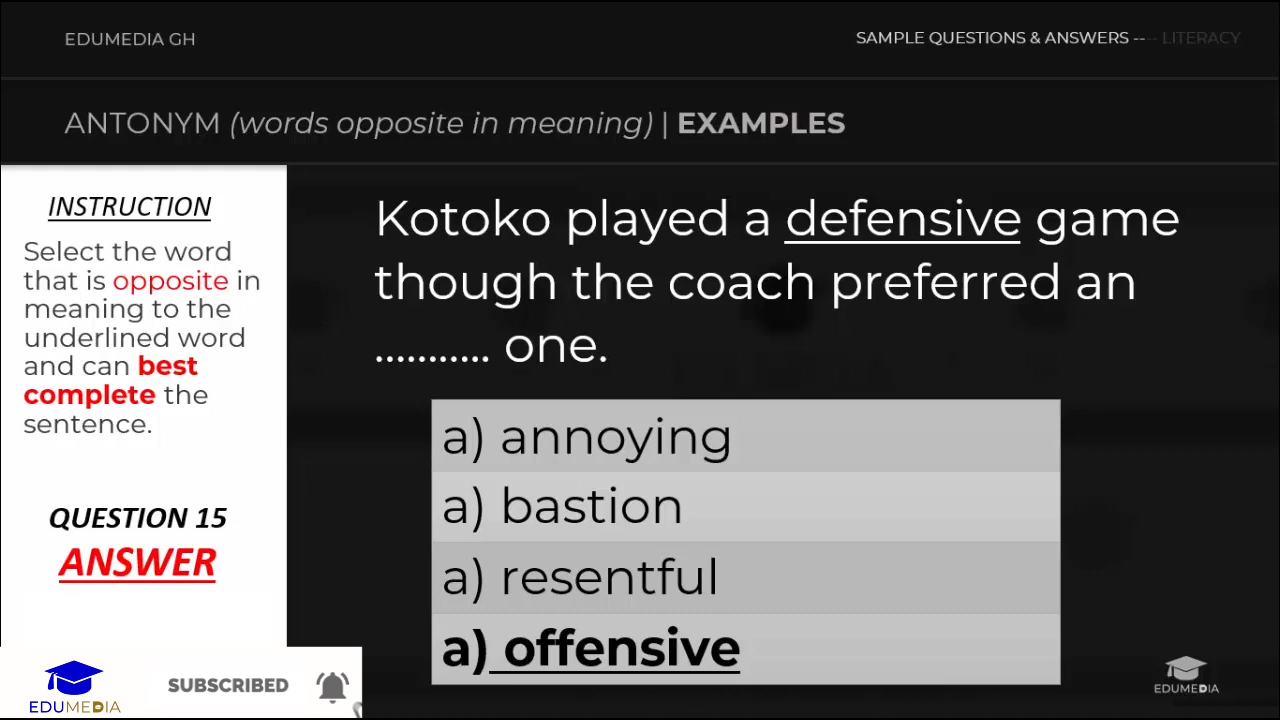 EDUMEDIA GH
SAMPLE QUESTIONS & ANSWERS ---- LITERACY
ANTONYM (words opposite in meaning) | EXAMPLES
INSTRUCTION
Select the word
that is opposite in
meaning to the
underlined word
and can best
complete the
sentence.
QUESTION 15
ANSWER
Kotoko played a defensive game
though the coach preferred an
........... one.
a) annoying
a) bastion
a) resentful
a) offensive
EDUMEDIA
SUBSCRIBED
EDUMEDIA